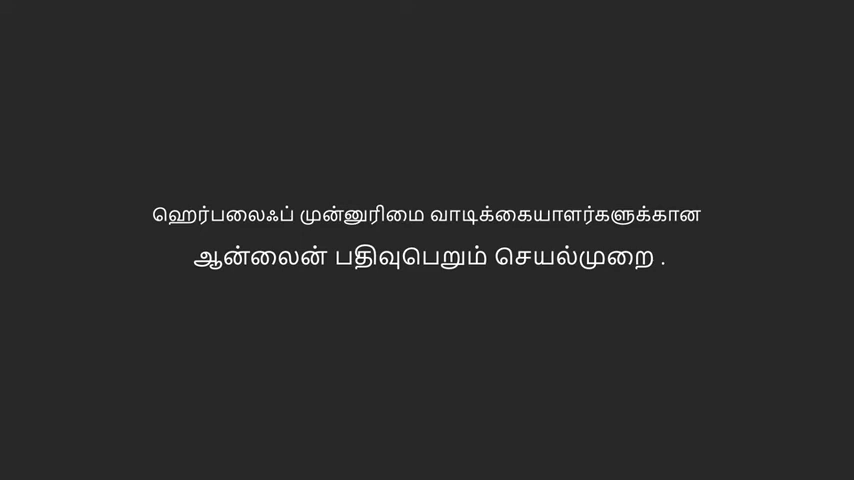 ஹெர்பலைஃப் முன்னுரிமை வாடிக்கையாளர்களுக்கான
ஆன்லைன் பதிவுபெறும் செயல்முறை .